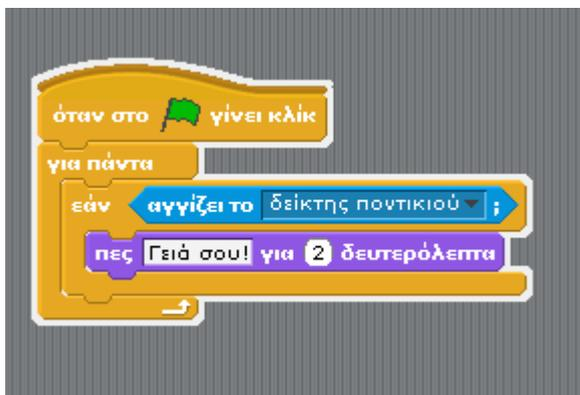 όταν στο γίνει κλίκ
για πάντα
εάν αγγίζει το δείκτης ποντικιού ;
πες Γειά σου! για 2 δευτερόλεπτα